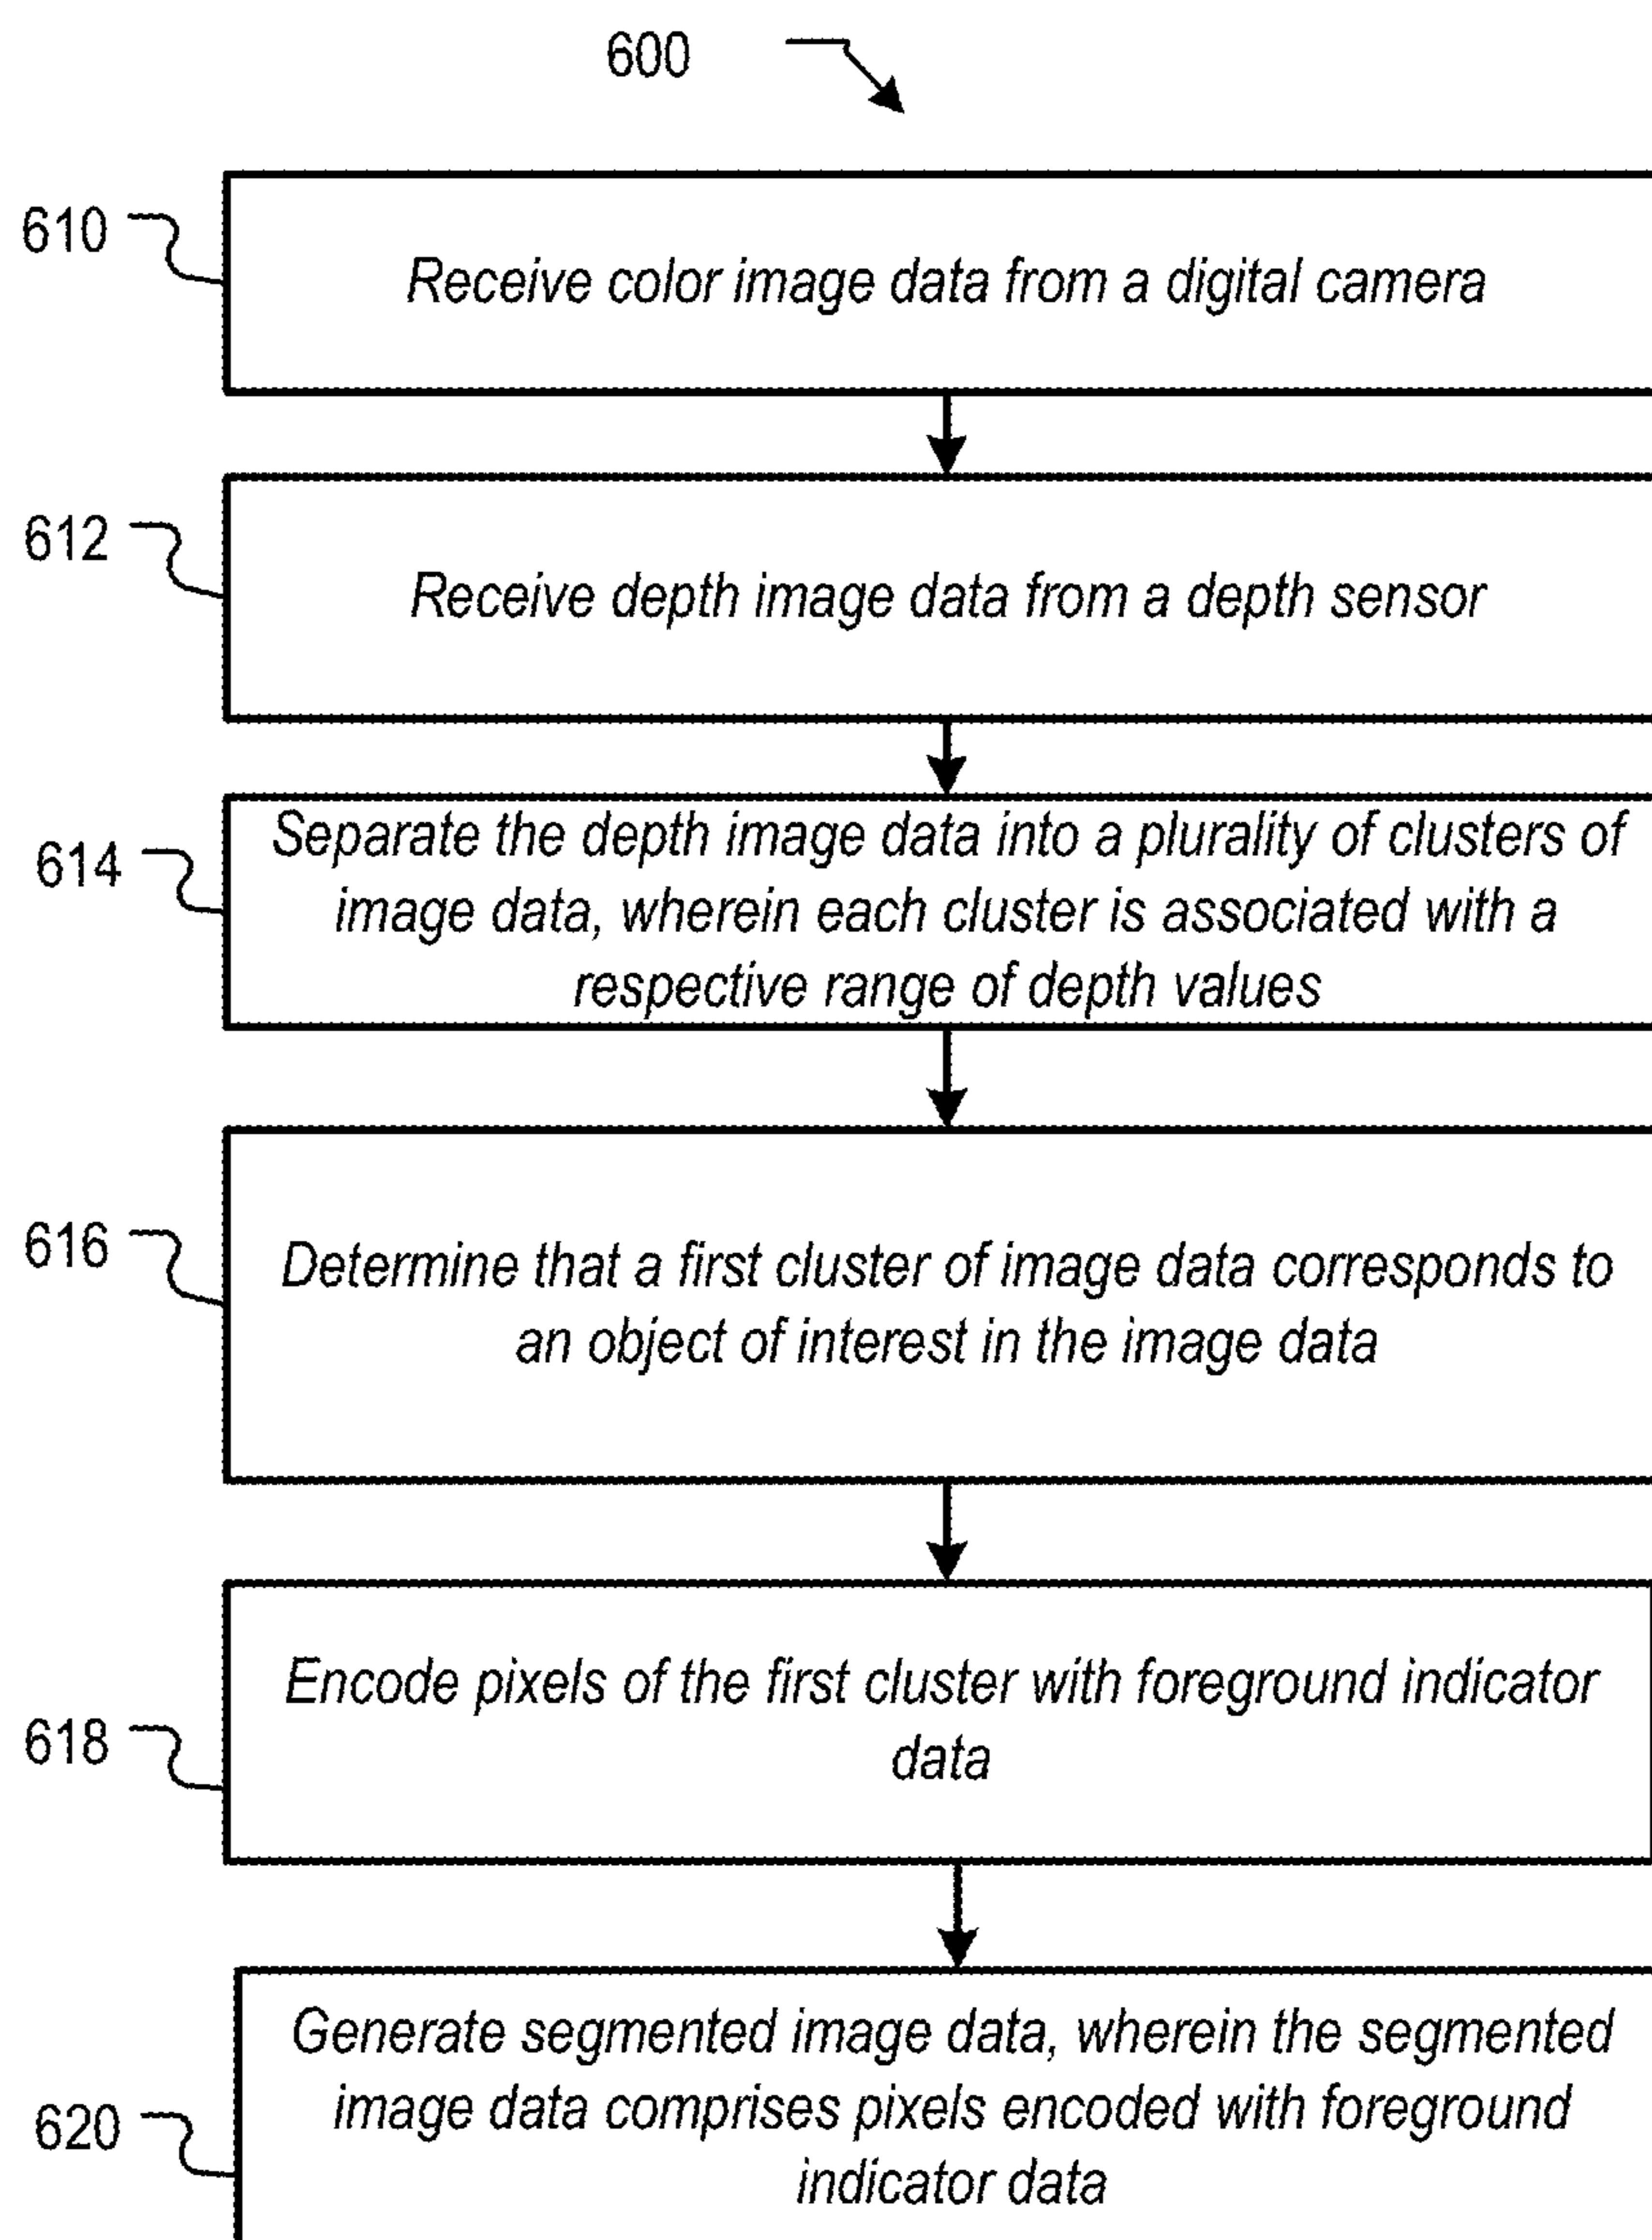 600
610
Receive color image data from a digital camera
612
Receive depth image data from a depth sensor
614
Separate the depth image data into a plurality of clusters of
image data, wherein each cluster is associated with a
respective range of depth values
616
Determine that a first cluster of image data corresponds to
an object of interest in the image data
618
Encode pixels of the first cluster with foreground indicator
data
620
Generate segmented image data, wherein the segmented
image data comprises pixels encoded with foreground
indicator data